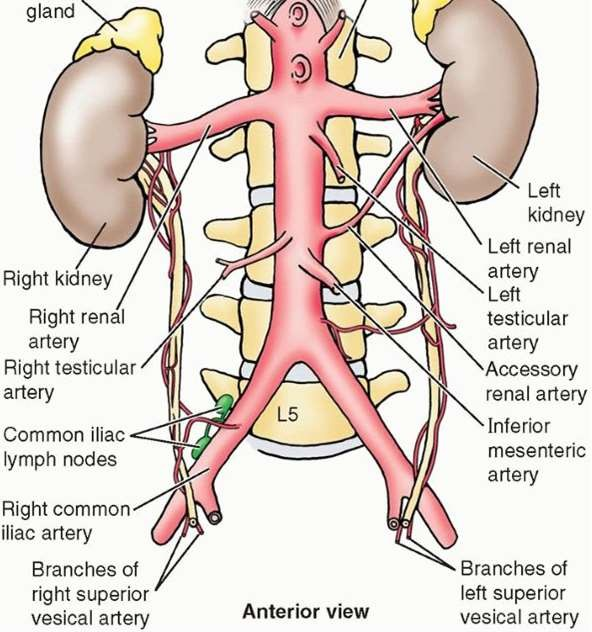 gland
Right kidney
Right renal
artery
Right testicular
artery
Common iliac
lymph nodes
Right common
iliac artery
Branches of
right superior
vesical artery
L5
Anterior view
Left
kidney
Left renal
artery
Left
testicular
artery
Accessory
renal artery
Inferior
mesenteric
artery
Branches of
left superior
vesical artery